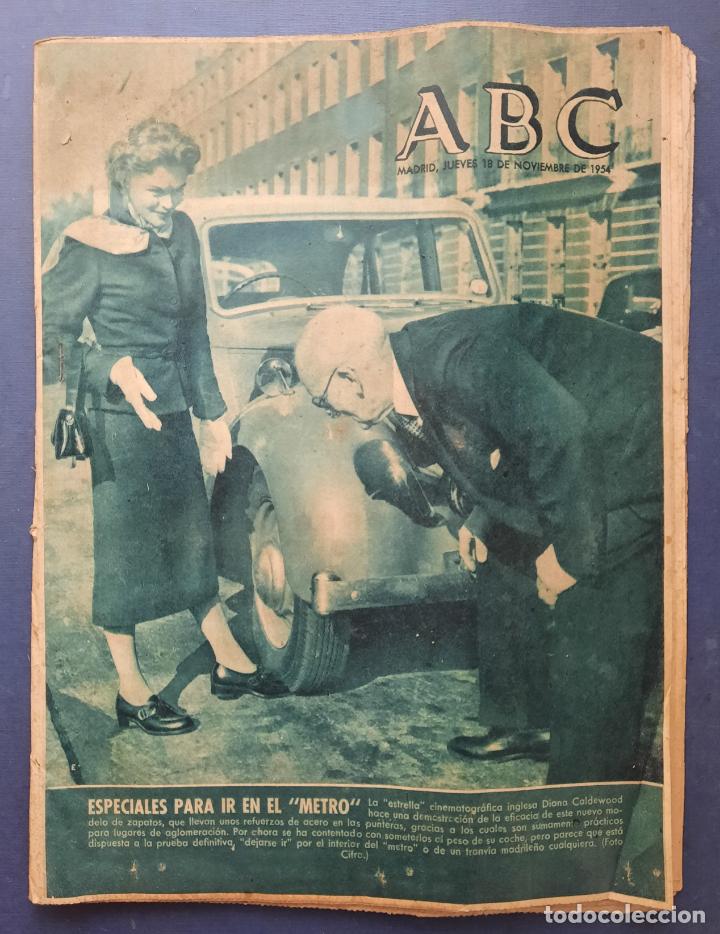 ABC
MADRID, JUEVES 18 DE NOVIEMBRE DE 1954
ESPECIALES PARA IR EN EL "METRO" La "estrella" cinematográfica inglesa Diana Caldewood
hace una demostración de la eficacia de este nuevo mo-
delo de zapatos, que llevan unos refuerzos de acero en las punteras, gracias a los cuales son sumamente prácticos
para lugares de aglomeración. Por ahora se ha contentado con someterlos al peso de su coche, pero parece que está
dispuesta a la prueba definitiva, "dejarse ir" por el interior del "metro" o de un tranvía madrileño cualquiera. (Foto
Cifra.)
E
todocoleccion
todocoleccion.net